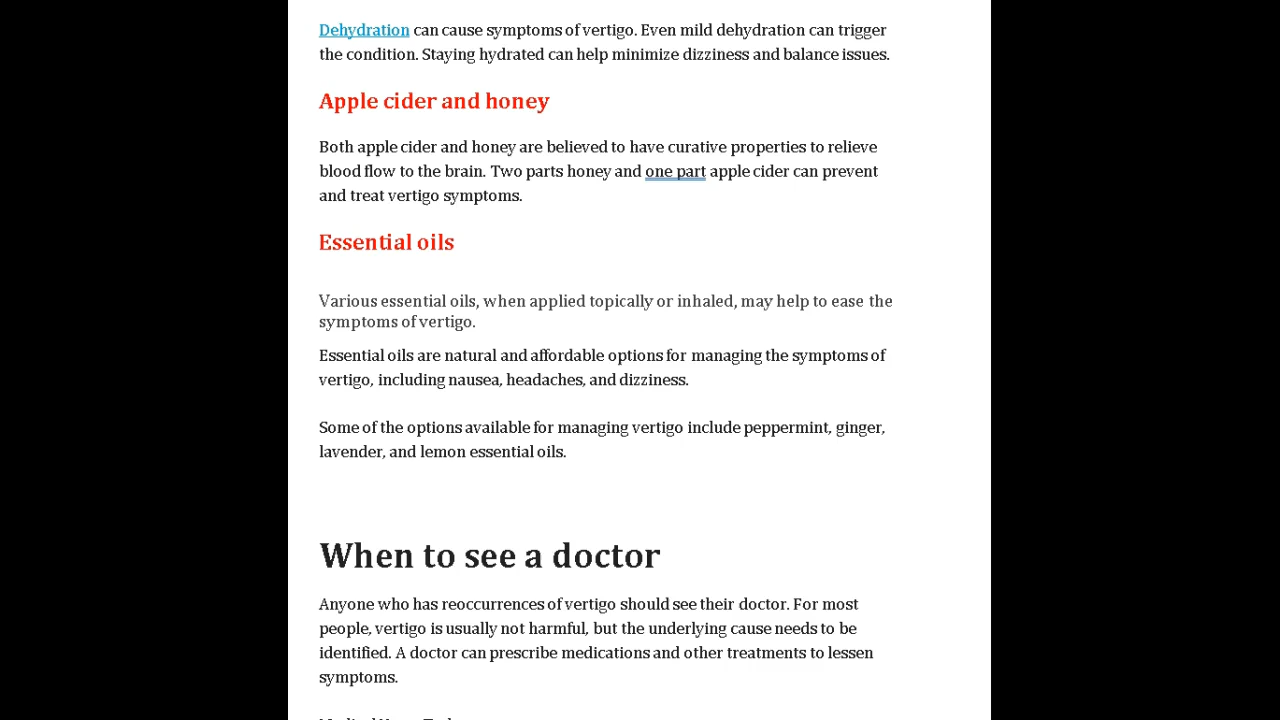 Dehydration can cause symptoms of vertigo. Even mild dehydration can trigger
the condition. Staying hydrated can help minimize dizziness and balance issues.
Apple cider and honey
Both apple cider and honey are believed to have curative properties to relieve
blood flow to the brain. Two parts honey and one part apple cider can prevent
and treat vertigo symptoms.
Essential oils
Various essential oils, when applied topically or inhaled, may help to ease the
symptoms of vertigo.
Essential oils are natural and affordable options for managing the symptoms of
vertigo, including nausea, headaches, and dizziness.
Some of the options available for managing vertigo include peppermint, ginger,
lavender, and lemon essential oils.
When to see a doctor
Anyone who has reoccurrences of vertigo should see their doctor. For most
people, vertigo is usually not harmful, but the underlying cause needs to be
identified. A doctor can prescribe medications and other treatments to lessen
symptoms.